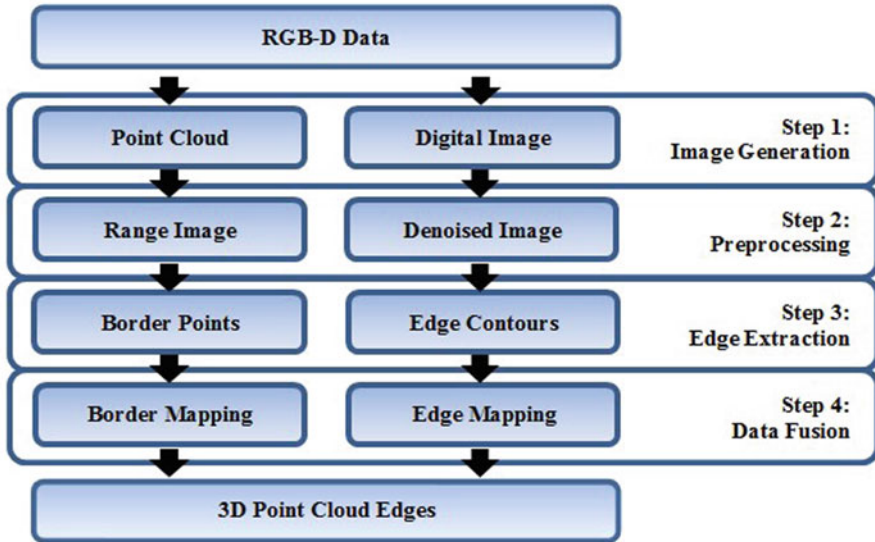 RGB-D Data
Point Cloud
Digital Image
Step 1:
Image Generation
Range Image
Denoised Image
Step 2:
Preprocessing
Border Points
Edge Contours
Step 3:
Edge Extraction
Border Mapping
Edge Mapping
Step 4:
Data Fusion
3D Point Cloud Edges